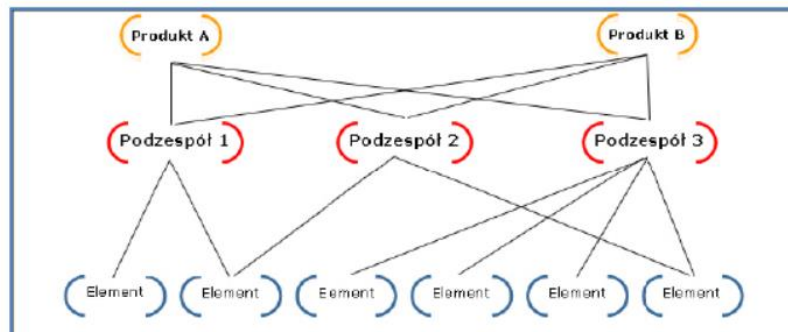 Produkt A
Produkt B
Podzespół 1
Podzespół 2
Podzespół 3
Element
Element
Element
Element
Element
Element